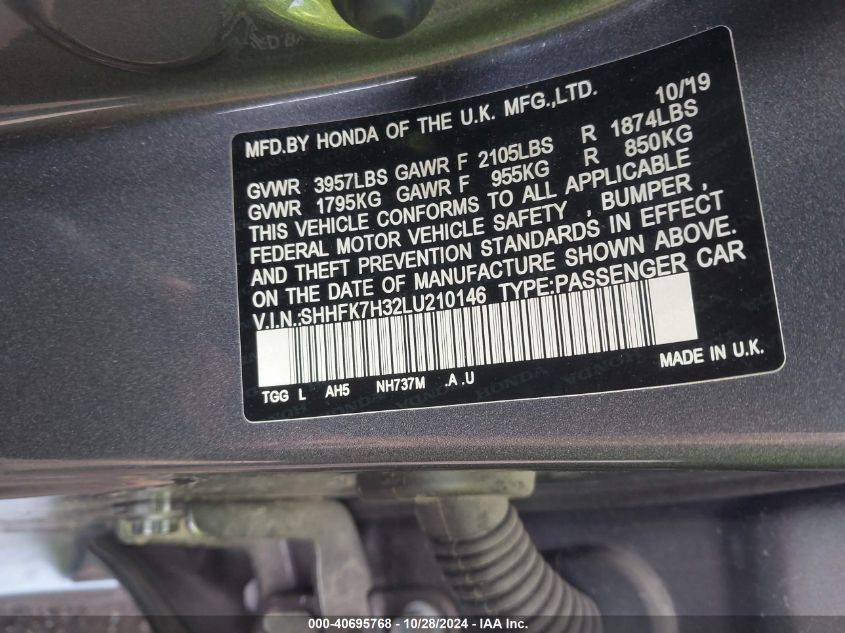 MFD.BY HONDA OF THE U.K. MFG.,LTD. 10/19
GVWR 3957LBS GAWR F 2105LBS R 1874LBS
GVWR 1795KG GAWR F 955KG R 850KG
THIS VEHICLE CONFORMS TO ALL APPLICABLE
FEDERAL MOTOR VEHICLE SAFETY , BUMPER ,
AND THEFT PREVENTION STANDARDS IN EFFECT
ON THE DATE OF MANUFACTURE SHOWN ABOVE.
V.I.N.:SHHFK7H32LU210146 TYPE:PASSENGER CAR
TGG L AH5 NH737M .A .U MADE IN U.K.
000-40695768 - 10/28/2024 - IAA Inc.